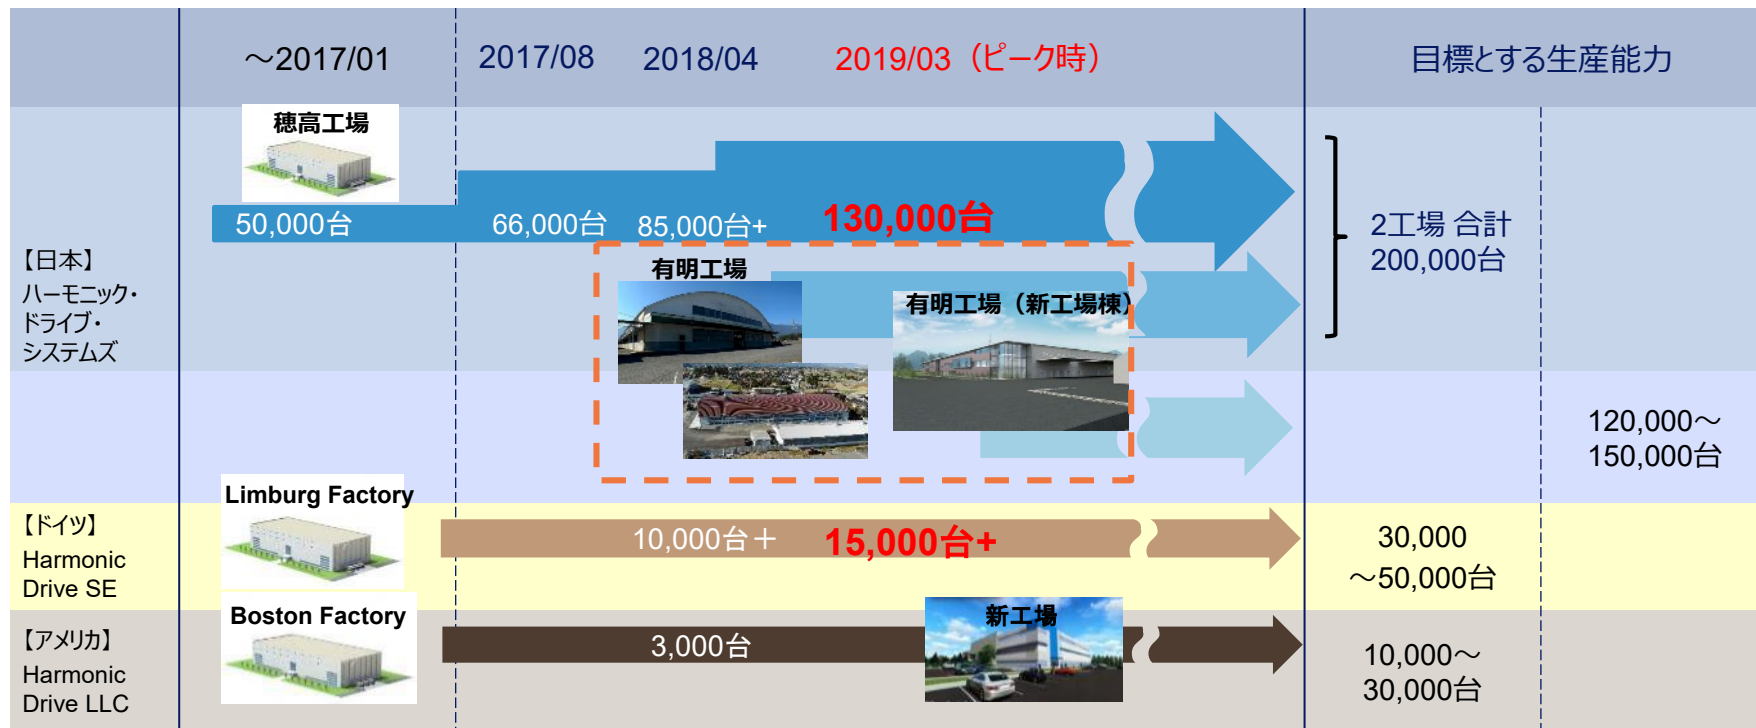 ～2017/01
2017/08
2018/04
2019/03（ピーク時）
目標とする生産能力
穂高工場
50,000台
66,000台
85,000台+
130,000台
【日本】
ハーモニック・
ドライブ・
システムズ
有明工場
有明工場（新工場棟）
2工場 合計
200,000台
120,000～
150,000台
【ドイツ】
Harmonic
Drive SE
Limburg Factory
10,000台＋
15,000台+
30,000
～50,000台
【アメリカ】
Harmonic
Drive LLC
Boston Factory
3,000台
新工場
10,000～
30,000台